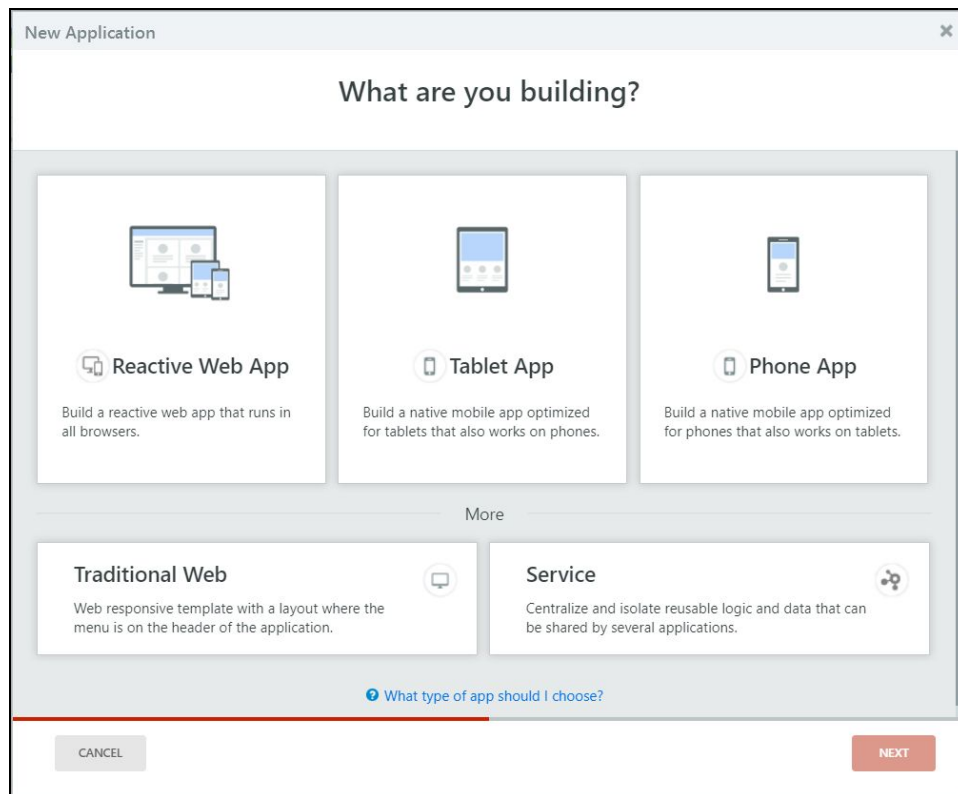 New Application
What are you building?
Reactive Web App
Build a reactive web app that runs in
all browsers.
Tablet App
Build a native mobile app optimized
for tablets that also works on phones.
Phone App
Build a native mobile app optimized
for phones that also works on tablets.
More
Traditional Web
Web responsive template with a layout where the
menu is on the header of the application.
Service
Centralize and isolate reusable logic and data that can
be shared by several applications.
What type of app should I choose?
CANCEL
NEXT